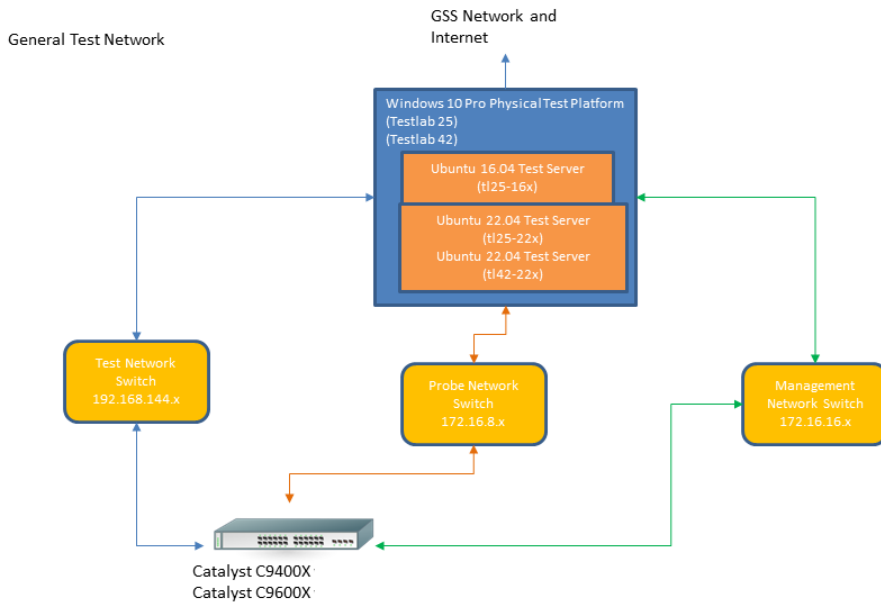 General Test Network
GSS Network and
Internet
Windows 10 Pro Physical Test Platform
(Testlab 25)
(Testlab 42)
Ubuntu 16.04 Test Server
(tl25-16x)
Ubuntu 22.04 Test Server
(tl25-22x)
Ubuntu 22.04 Test Server
(tl42-22x)
Test Network
Switch
192.168.144.x
Probe Network
Switch
172.16.8.x
Management
Network Switch
172.16.16.x
Catalyst C9400X
Catalyst C9600X